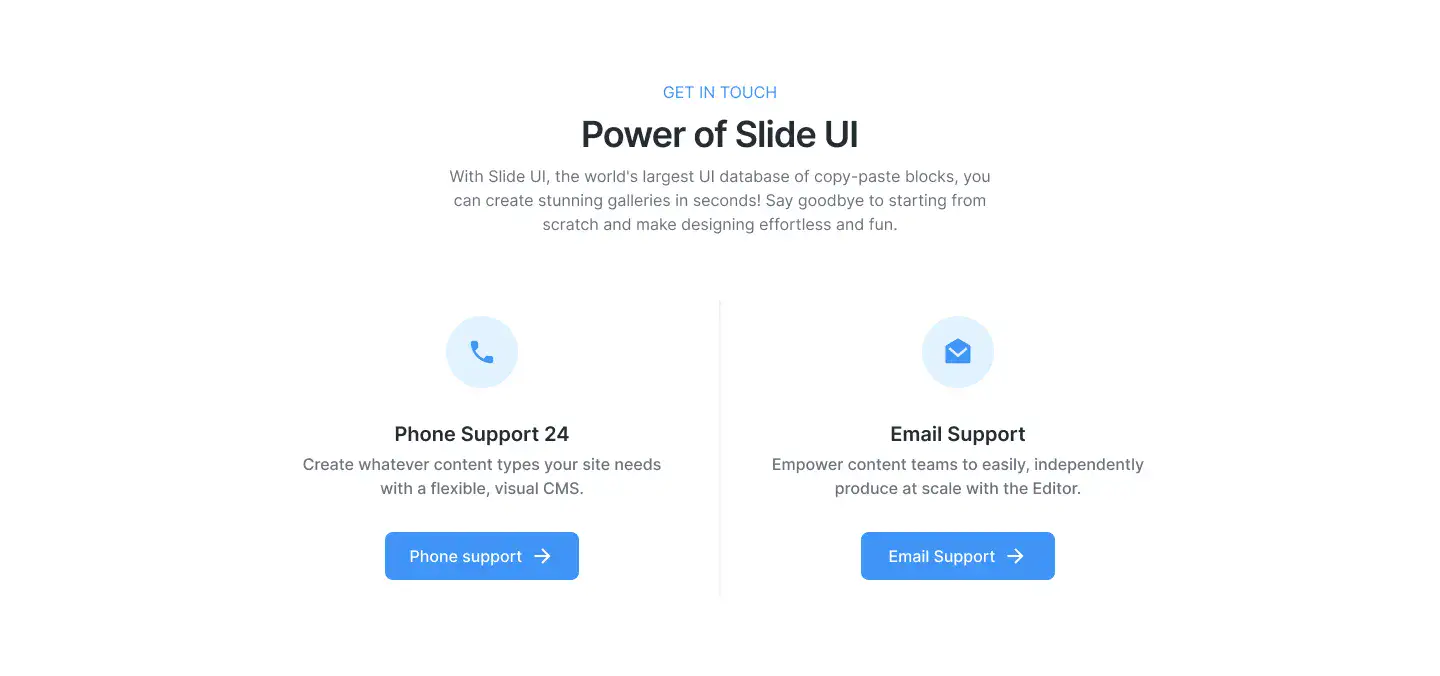 GET IN TOUCH
Power of Slide UI
With Slide UI, the world's largest UI database of copy-paste blocks, you
can create stunning galleries in seconds! Say goodbye to starting from
scratch and make designing effortless and fun.
Phone Support 24
Create whatever content types your site needs
with a flexible, visual CMS.
Phone support
Email Support
Empower content teams to easily, independently
produce at scale with the Editor.
Email Support